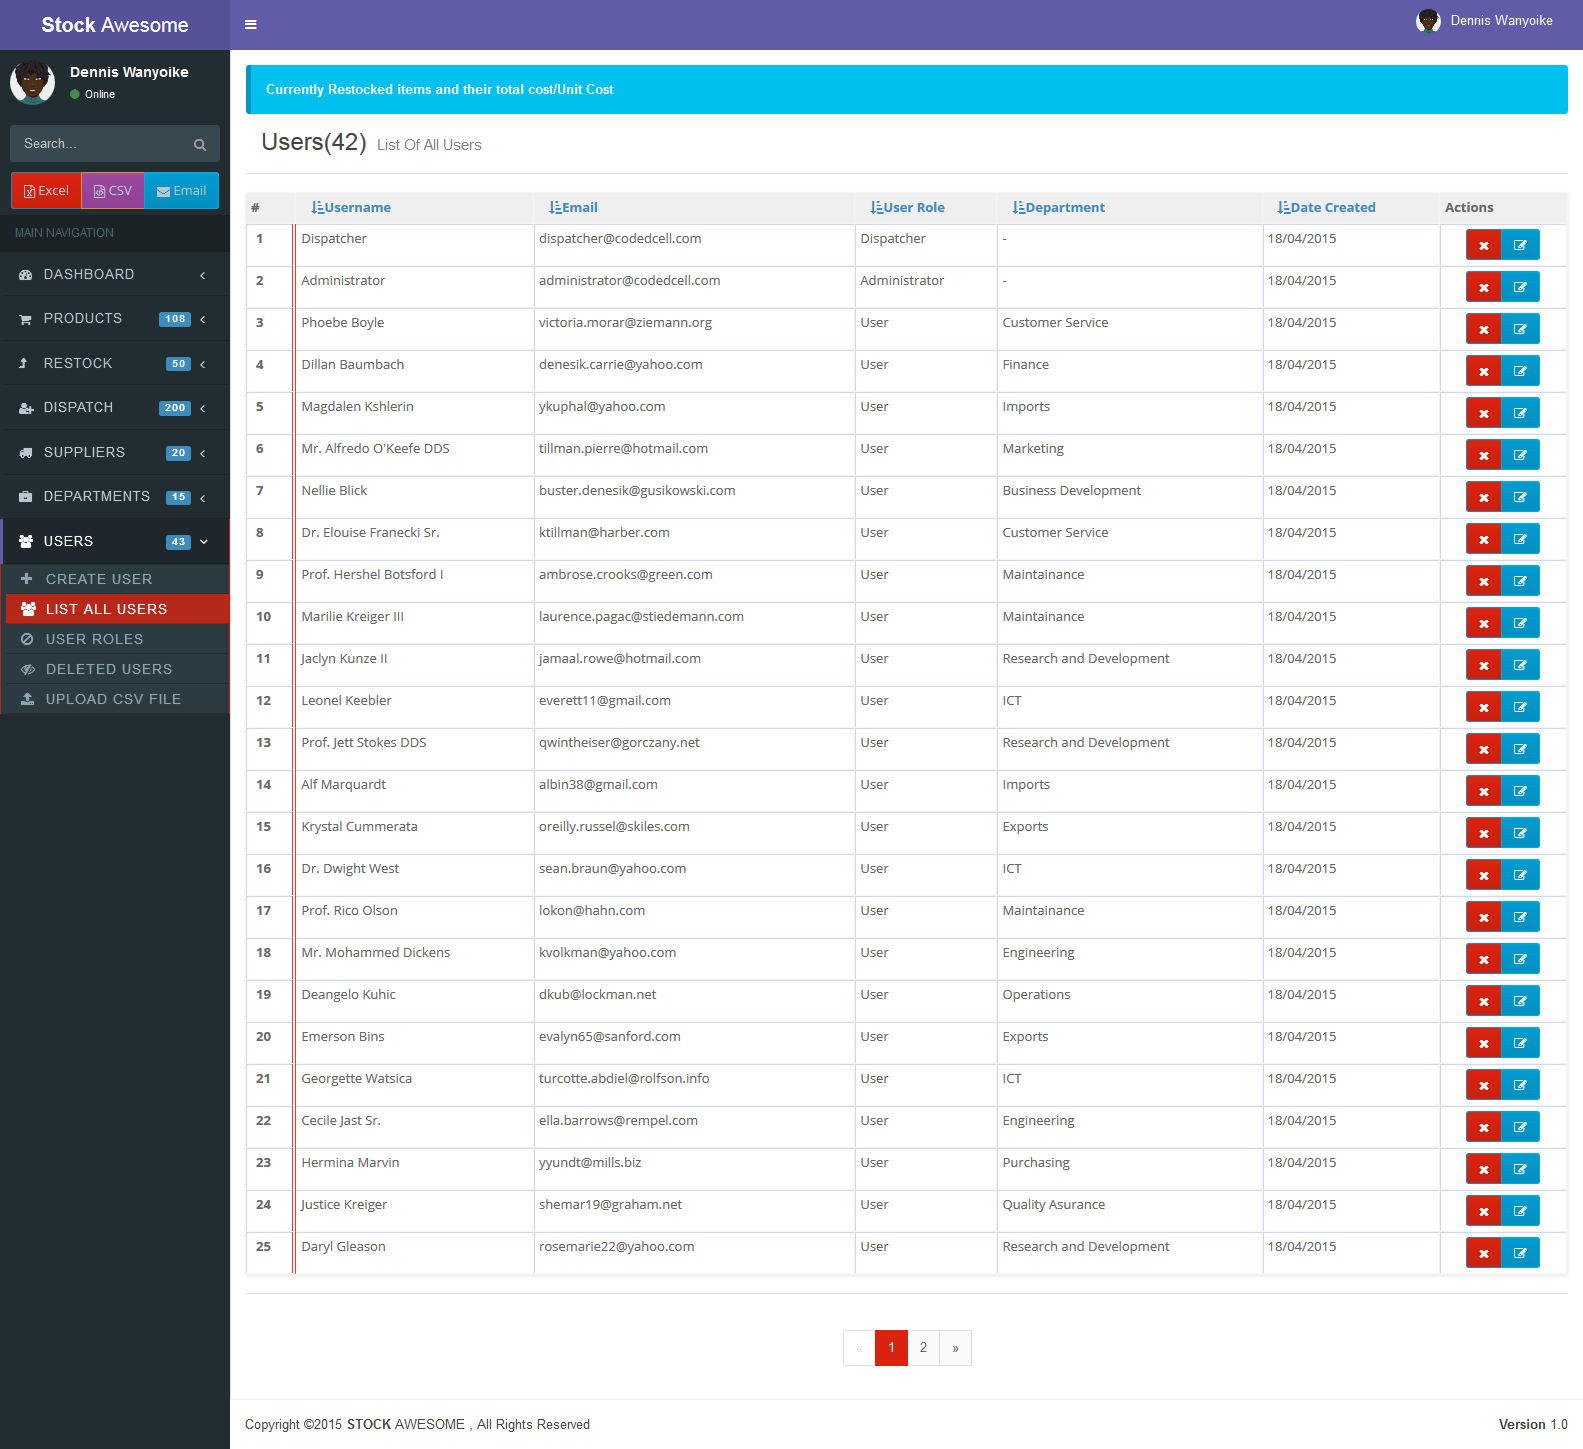 Stock Awesome
Dennis Wanyoike
Dennis Wanyoike
Online
Search...
Excel CSV Email
MAIN NAVIGATION
DASHBOARD
PRODUCTS 108
RESTOCK 50
DISPATCH 200
SUPPLIERS 20
DEPARTMENTS 15
USERS 43
CREATE USER
LIST ALL USERS
USER ROLES
DELETED USERS
UPLOAD CSV FILE
Currently Restocked items and their total cost/Unit Cost
Users(42) List Of All Users
# Username Email User Role Department Date Created Actions
1 Dispatcher dispatcher@codedcell.com Dispatcher - 18/04/2015
2 Administrator administrator@codedcell.com Administrator - 18/04/2015
3 Phoebe Boyle victoria.morar@ziemann.org User Customer Service 18/04/2015
4 Dillan Baumbach denesik.carrie@yahoo.com User Finance 18/04/2015
5 Magdalen Kshlerin ykuphal@yahoo.com User Imports 18/04/2015
6 Mr. Alfredo O'Keefe DDS tillman.pierre@hotmail.com User Marketing 18/04/2015
7 Nellie Blick buster.denesik@gusikowski.com User Business Development 18/04/2015
8 Dr. Elouise Franecki Sr. ktillman@harber.com User Customer Service 18/04/2015
9 Prof. Hershel Botsford I ambrose.crooks@green.com User Maintainance 18/04/2015
10 Marilie Kreiger III laurence.pagac@stiedemann.com User Maintainance 18/04/2015
11 Jaclyn Kunze II jamaal.rowe@hotmail.com User Research and Development 18/04/2015
12 Leonel Keebler everett11@gmail.com User ICT 18/04/2015
13 Prof. Jett Stokes DDS qwintheiser@gorczany.net User Research and Development 18/04/2015
14 Alf Marquardt albin38@gmail.com User Imports 18/04/2015
15 Krystal Cummerata oreilly.russel@skiles.com User Exports 18/04/2015
16 Dr. Dwight West sean.braun@yahoo.com User ICT 18/04/2015
17 Prof. Rico Olson lokon@hahn.com User Maintainance 18/04/2015
18 Mr. Mohammed Dickens kvolkman@yahoo.com User Engineering 18/04/2015
19 Deangelo Kuhic dkub@lockman.net User Operations 18/04/2015
20 Emerson Bins evalyn65@sanford.com User Exports 18/04/2015
21 Georgette Watsica turcotte.abdiel@rolfson.info User ICT 18/04/2015
22 Cecile Jast Sr. ella.barrows@rempel.com User Engineering 18/04/2015
23 Hermina Marvin yyundt@mills.biz User Purchasing 18/04/2015
24 Justice Kreiger shemar19@graham.net User Quality Asurance 18/04/2015
25 Daryl Gleason rosemarie22@yahoo.com User Research and Development 18/04/2015
« 1 2 »
Copyright ©2015 STOCK AWESOME , All Rights Reserved
Version 1.0